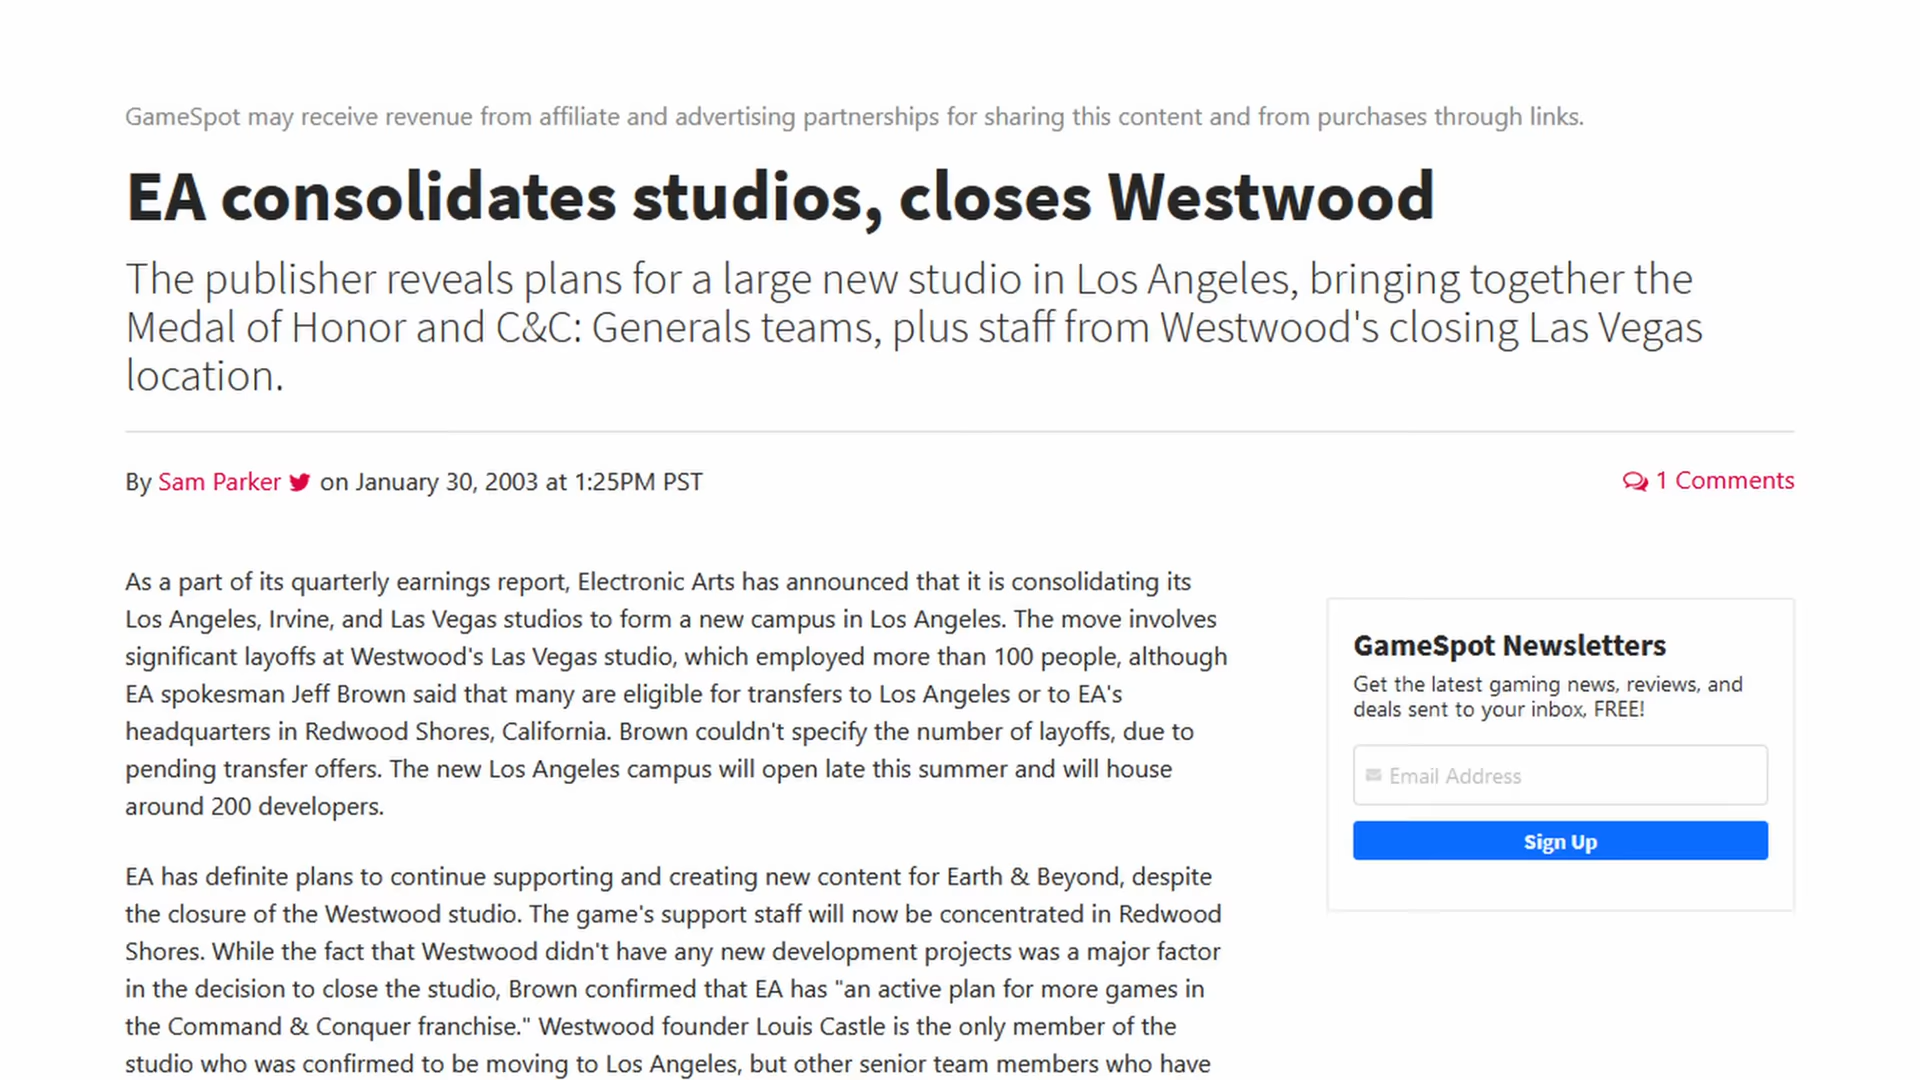 GameSpot may receive revenue from affiliate and advertising partnerships for sharing this content and from purchases through links.
EA consolidates studios, closes Westwood
The publisher reveals plans for a large new studio in Los Angeles, bringing together the
Medal of Honor and C&C: Generals teams, plus staff from Westwood's closing Las Vegas
location.
By Sam Parker on January 30, 2003 at 1:25PM PST
1 Comments
As a part of its quarterly earnings report, Electronic Arts has announced that it is consolidating its
Los Angeles, Irvine, and Las Vegas studios to form a new campus in Los Angeles. The move involves
significant layoffs at Westwood's Las Vegas studio, which employed more than 100 people, although
EA spokesman Jeff Brown said that many are eligible for transfers to Los Angeles or to EA's
headquarters in Redwood Shores, California. Brown couldn't specify the number of layoffs, due to
pending transfer offers. The new Los Angeles campus will open late this summer and will house
around 200 developers.
EA has definite plans to continue supporting and creating new content for Earth & Beyond, despite
the closure of the Westwood studio. The game's support staff will now be concentrated in Redwood
Shores. While the fact that Westwood didn't have any new development projects was a major factor
in the decision to close the studio, Brown confirmed that EA has "an active plan for more games in
the Command & Conquer franchise." Westwood founder Louis Castle is the only member of the
studio who was confirmed to be moving to Los Angeles, but other senior team members who have
GameSpot Newsletters
Get the latest gaming news, reviews, and
deals sent to your inbox, FREE!
Email Address
Sign Up